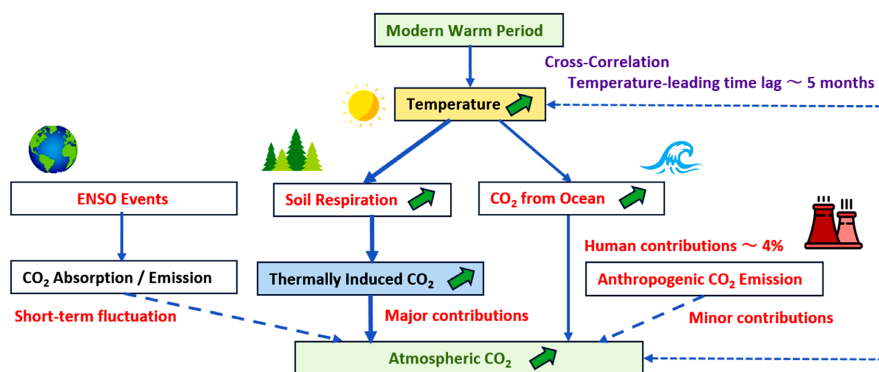 Modern Warm Period
Cross-Correlation
Temperature-leading time lag ～ 5 months
Temperature
ENSO Events
Soil Respiration
CO₂ from Ocean
Human contributions ～ 4%
CO₂ Absorption / Emission
Thermally Induced CO₂
Anthropogenic CO₂ Emission
Short-term fluctuation
Major contributions
Minor contributions
Atmospheric CO₂